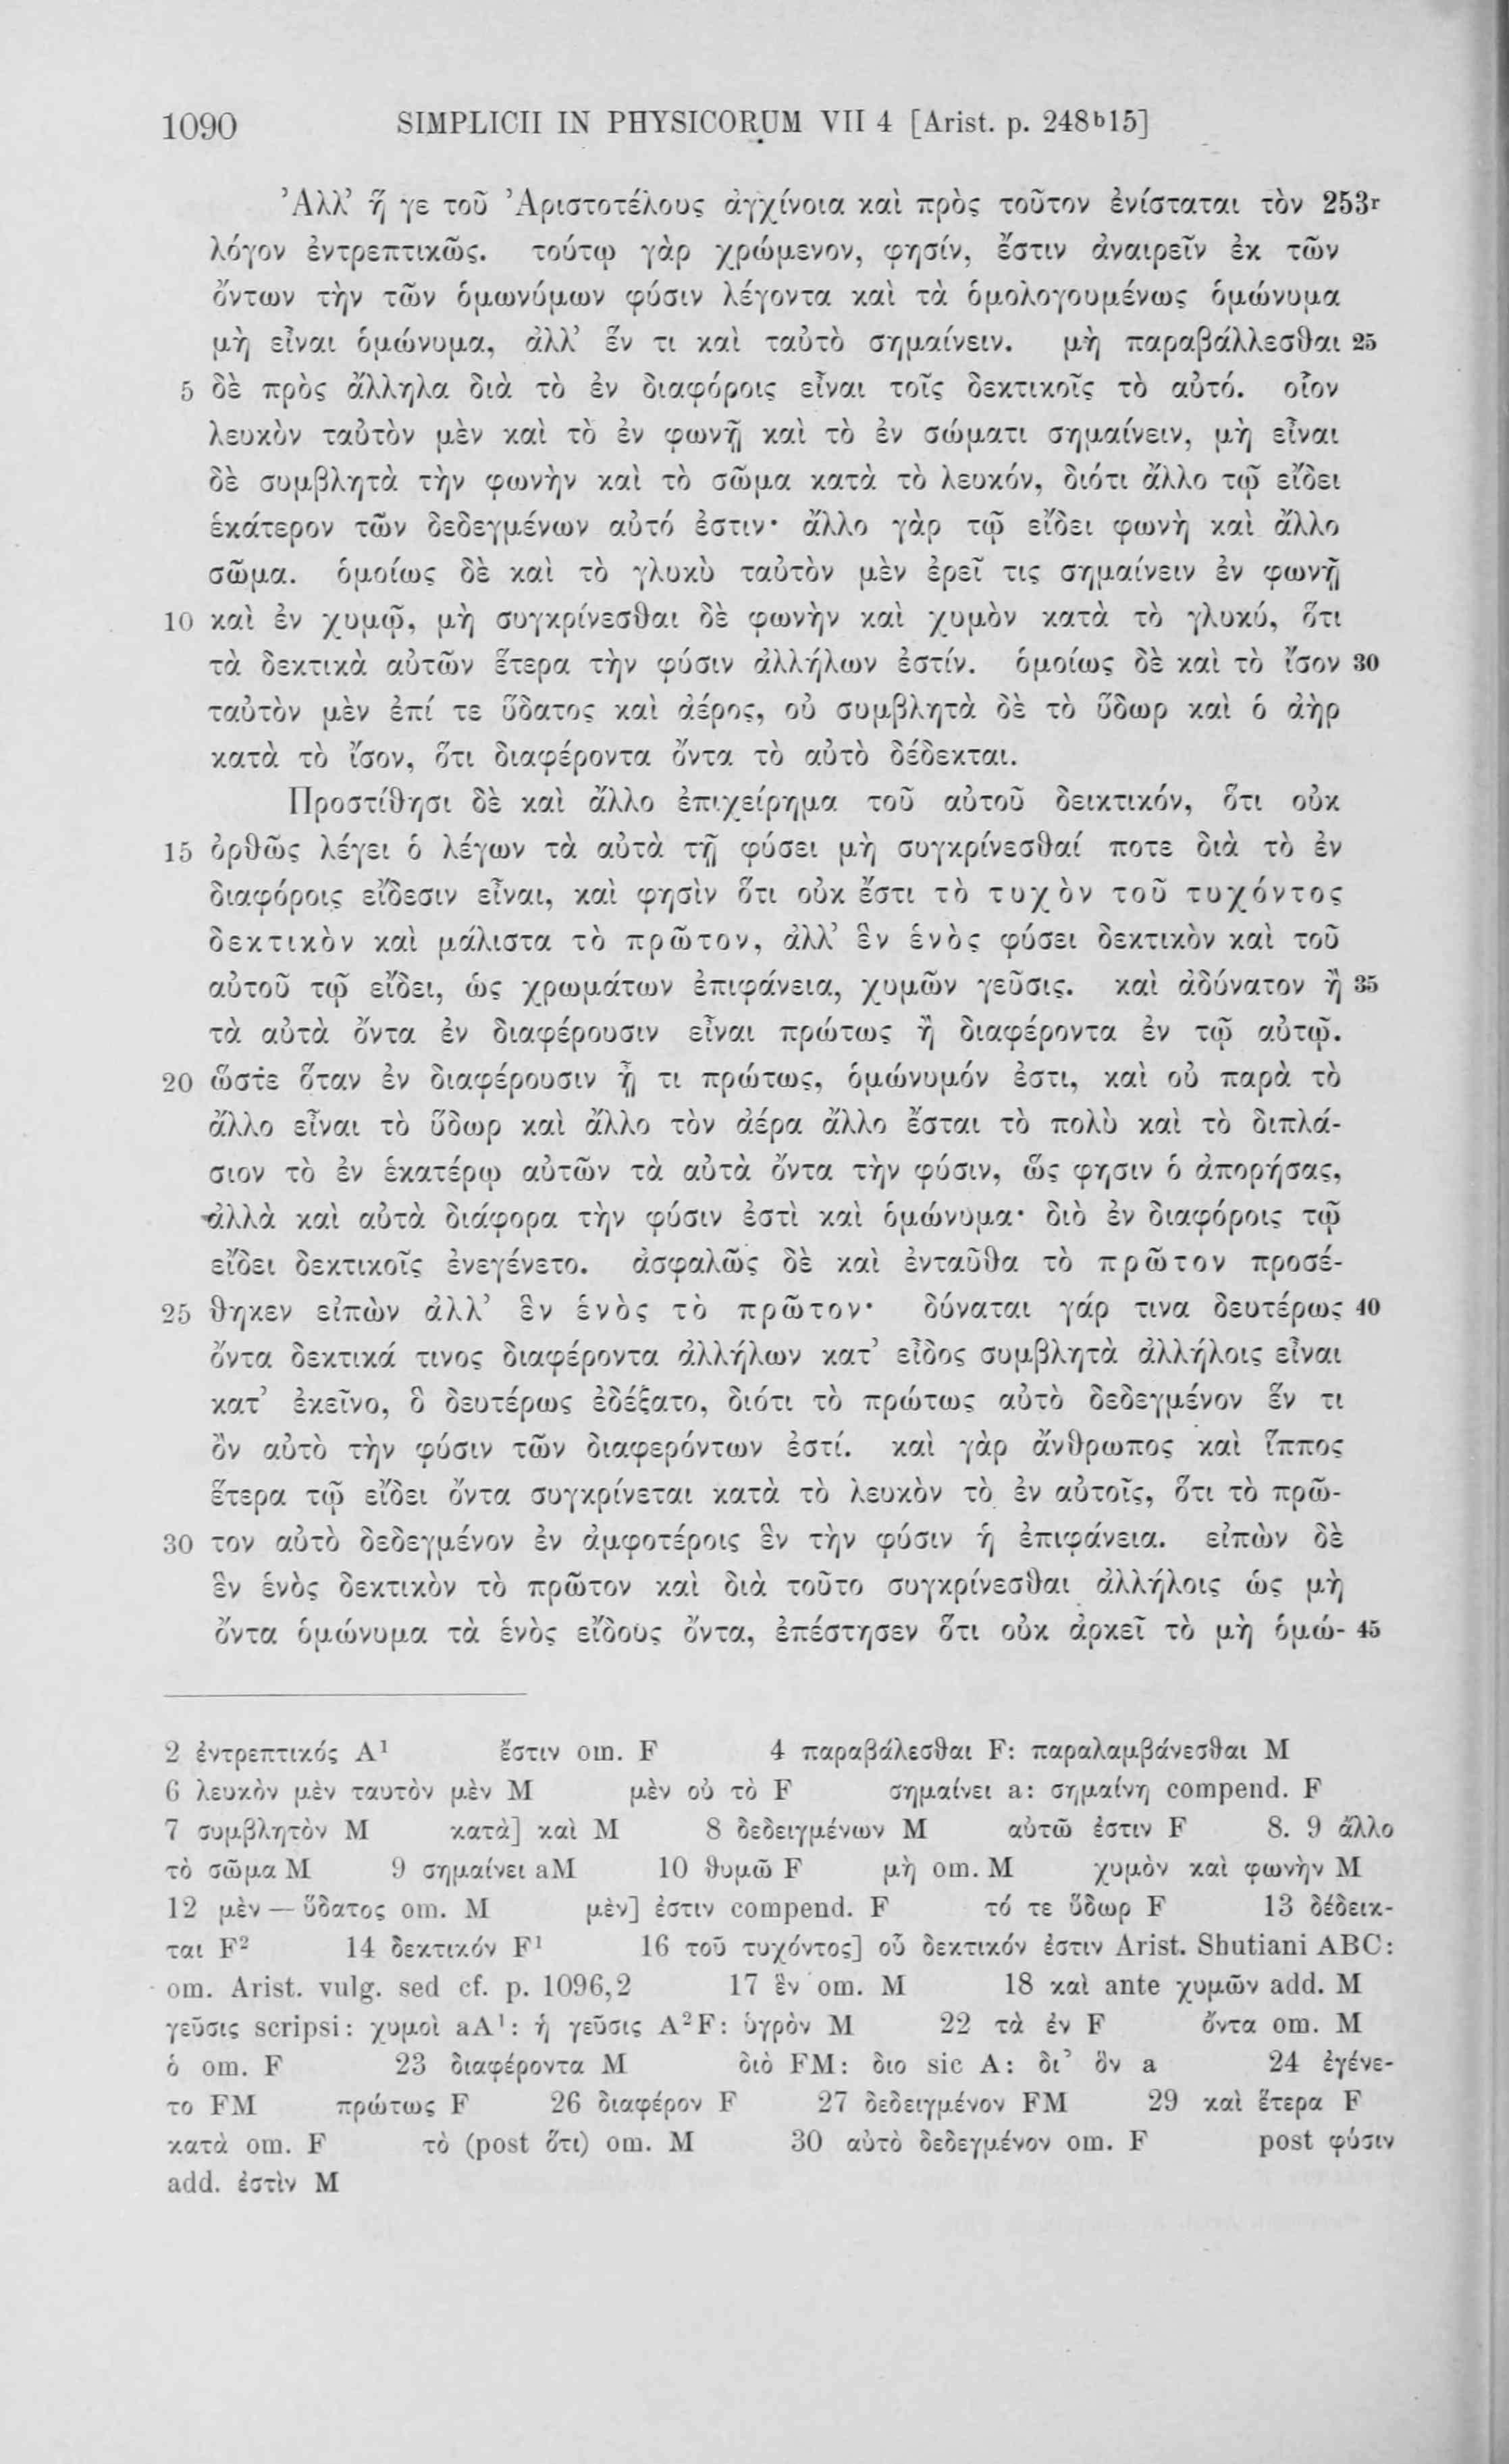 1090 SIMPLICII IN PHYSICORUM VII 4 [Arist. p. 248ᵇ15]
Ἀλλ’ ἥ γε τοῦ Ἀριστοτέλους ἀγχίνοια καὶ πρὸς τοῦτον ἐνίσταται τὸν 253ʳ
λόγον ἐντρεπτικῶς. τούτῳ γὰρ χρώμενον, φησίν, ἔστιν ἀναιρεῖν ἐκ τῶν
ὄντων τὴν τῶν ὁμωνύμων φύσιν λέγοντα καὶ τὰ ὁμολογουμένως ὁμώνυμα
μὴ εἶναι ὁμώνυμα, ἀλλ’ ἕν τι καὶ ταὐτὸ σημαίνειν. μὴ παραβάλλεσθαι 25
5 δὲ πρὸς ἄλληλα διὰ τὸ ἐν διαφόροις εἶναι τοῖς δεκτικοῖς τὸ αὐτό. οἷον
λευκὸν ταὐτὸν μὲν καὶ τὸ ἐν φωνῇ καὶ τὸ ἐν σώματι σημαίνειν, μὴ εἶναι
δὲ συμβλητὰ τὴν φωνὴν καὶ τὸ σῶμα κατὰ τὸ λευκόν, διότι ἄλλο τῷ εἴδει
ἑκάτερον τῶν δεδεγμένων αὐτό ἐστιν· ἄλλο γὰρ τῷ εἴδει φωνὴ καὶ ἄλλο
σῶμα. ὁμοίως δὲ καὶ τὸ γλυκὺ ταὐτὸν μὲν ἐρεῖ τις σημαίνειν ἐν φωνῇ
10 καὶ ἐν χυμῷ, μὴ συγκρίνεσθαι δὲ φωνὴν καὶ χυμὸν κατὰ τὸ γλυκύ, ὅτι
τὰ δεκτικὰ αὐτῶν ἕτερα τὴν φύσιν ἀλλήλων ἐστίν. ὁμοίως δὲ καὶ τὸ ἴσον 30
ταὐτὸν μὲν ἐπί τε ὕδατος καὶ ἀέρος, οὐ συμβλητὰ δὲ τὸ ὕδωρ καὶ ὁ ἀὴρ
κατὰ τὸ ἴσον, ὅτι διαφέροντα ὄντα τὸ αὐτὸ δέδεκται.
Προστίθησι δὲ καὶ ἄλλο ἐπιχείρημα τοῦ αὐτοῦ δεικτικόν, ὅτι οὐκ
15 ὀρθῶς λέγει ὁ λέγων τὰ αὐτὰ τῇ φύσει μὴ συγκρίνεσθαί ποτε διὰ τὸ ἐν
διαφόροις εἴδεσιν εἶναι, καὶ φησὶν ὅτι οὐκ ἔστι τὸ τυχὸν τοῦ τυχόντος
δεκτικὸν καὶ μάλιστα τὸ πρῶτον, ἀλλ’ ἓν ἑνὸς φύσει δεκτικὸν καὶ τοῦ
αὐτοῦ τῷ εἴδει, ὡς χρωμάτων ἐπιφάνεια, χυμῶν γεῦσις. καὶ ἀδύνατον ἢ 35
τὰ αὐτὰ ὄντα ἐν διαφέρουσιν εἶναι πρώτως ἢ διαφέροντα ἐν τῷ αὐτῷ.
20 ὥστε ὅταν ἐν διαφέρουσιν ᾖ τι πρώτως, ὁμώνυμόν ἐστι, καὶ οὐ παρὰ τὸ
ἄλλο εἶναι τὸ ὕδωρ καὶ ἄλλο τὸν ἀέρα ἄλλο ἔσται τὸ πολὺ καὶ τὸ διπλά-
σιον τὸ ἐν ἑκατέρῳ αὐτῶν τὰ αὐτὰ ὄντα τὴν φύσιν, ὥς φησιν ὁ ἀπορήσας,
ἀλλὰ καὶ αὐτὰ διάφορα τὴν φύσιν ἐστὶ καὶ ὁμώνυμα· διὸ ἐν διαφόροις τῷ
εἴδει δεκτικοῖς ἐνεγένετο. ἀσφαλῶς δὲ καὶ ἐνταῦθα τὸ πρῶτον προσέ-
25 θηκεν εἰπὼν ἀλλ’ ἓν ἑνὸς τὸ πρῶτον· δύναται γάρ τινα δευτέρως 40
ὄντα δεκτικά τινος διαφέροντα ἀλλήλων κατ’ εἶδος συμβλητὰ ἀλλήλοις εἶναι
κατ’ ἐκεῖνο, ὃ δευτέρως ἐδέξατο, διότι τὸ πρώτως αὐτὸ δεδεγμένον ἕν τι
ὂν αὐτὸ τὴν φύσιν τῶν διαφερόντων ἐστί. καὶ γὰρ ἄνθρωπος καὶ ἵππος
ἕτερα τῷ εἴδει ὄντα συγκρίνεται κατὰ τὸ λευκὸν τὸ ἐν αὐτοῖς, ὅτι τὸ πρῶ-
30 τον αὐτὸ δεδεγμένον ἐν ἀμφοτέροις ἓν τὴν φύσιν ἡ ἐπιφάνεια. εἰπὼν δὲ
ἓν ἑνὸς δεκτικὸν τὸ πρῶτον καὶ διὰ τοῦτο συγκρίνεσθαι ἀλλήλοις ὡς μὴ
ὄντα ὁμώνυμα τὰ ἑνὸς εἴδους ὄντα, ἐπέστησεν ὅτι οὐκ ἀρκεῖ τὸ μὴ ὁμώ- 45
2 ἐντρεπτικός A¹ ἔστιν om. F 4 παραβάλεσθαι F: παραλαμβάνεσθαι M
6 λευκὸν μὲν ταυτὸν μὲν M μὲν οὐ τὸ F σημαίνει a: σημαίνῃ compend. F
7 συμβλητὸν M κατὰ] καὶ M 8 δεδειγμένων M αὐτῶ ἐστιν F 8. 9 ἄλλο
τὸ σῶμα M 9 σημαίνει aM 10 θυμῶ F μὴ om. M χυμὸν καὶ φωνὴν M
12 μὲν — ὕδατος om. M μὲν] ἐστιν compend. F τό τε ὕδωρ F 13 δέδεικ-
ται F² 14 δεκτικόν F¹ 16 τοῦ τυχόντος] οὗ δεκτικόν ἐστιν Arist. Shutiani ABC:
om. Arist. vulg. sed cf. p. 1096,2 17 ἓν om. M 18 καὶ ante χυμῶν add. M
γεῦσις scripsi: χυμοὶ aA¹: ἡ γεῦσις A²F: ὑγρὸν M 22 τὰ ἐν F ὄντα om. M
ὁ om. F 23 διαφέροντα M διὸ FM: διο sic A: δι’ ὃν a 24 ἐγένε-
το FM πρώτως F 26 διαφέρον F 27 δεδειγμένον FM 29 καὶ ἕτερα F
κατὰ om. F τὸ (post ὅτι) om. M 30 αὐτὸ δεδεγμένον om. F post φύσιν
add. ἐστὶν M